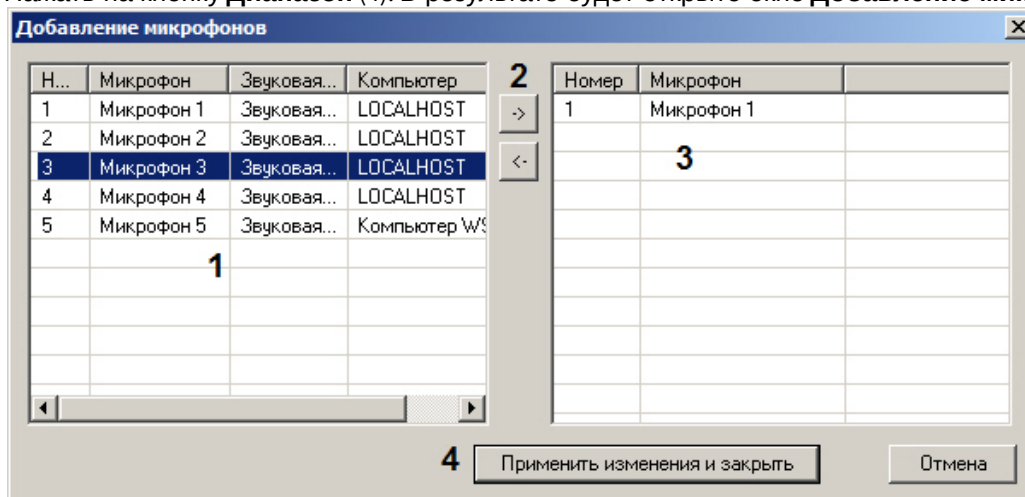 Добавление микрофонов
Н... Микрофон Звуковая... Компьютер 2 Номер Микрофон
1 Микрофон 1 Звуковая... LOCALHOST -> 1 Микрофон 1
2 Микрофон 2 Звуковая... LOCALHOST
3 Микрофон 3 Звуковая... LOCALHOST <- 3
4 Микрофон 4 Звуковая... LOCALHOST
5 Микрофон 5 Звуковая... Компьютер WS
1
4 Применить изменения и закрыть Отмена